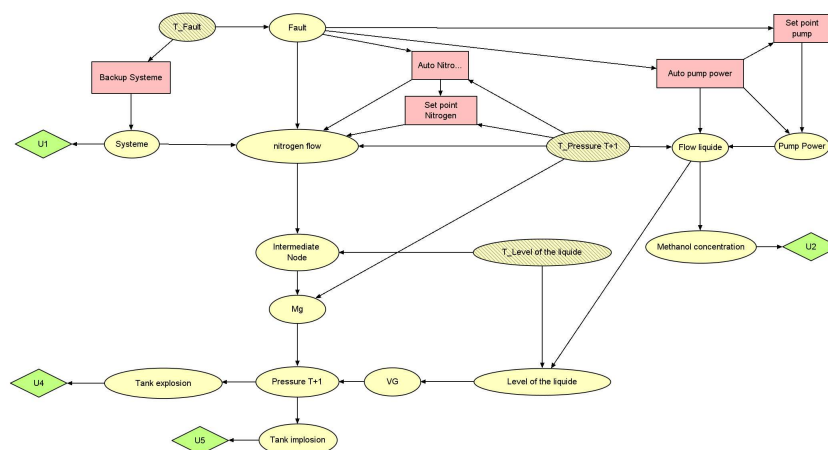 T_Fault
Fault
Set point
pump
Backup Systeme
Auto Nitro...
Auto pump power
Set point
Nitrogen
U1
Systeme
nitrogen flow
T_Pressure T+1
Flow liquide
Pump Power
Intermediate
Node
T_Level of the liquide
Methanol concentration
U2
Mg
U4
Tank explosion
Pressure T+1
VG
Level of the liquide
U5
Tank implosion